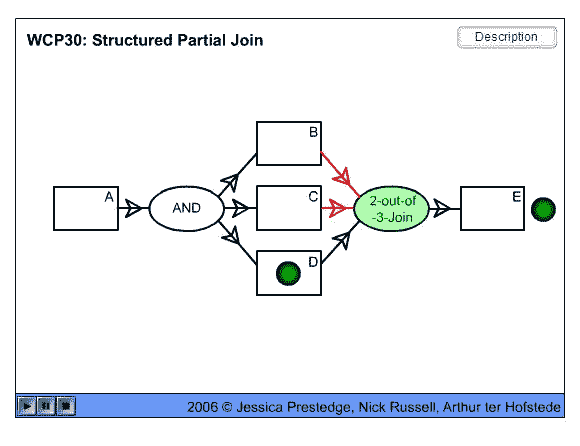 WCP30: Structured Partial Join
Description
B
A
AND
C
2-out-of
-3-Join
E
D
2006 © Jessica Prestedge, Nick Russell, Arthur ter Hofstede